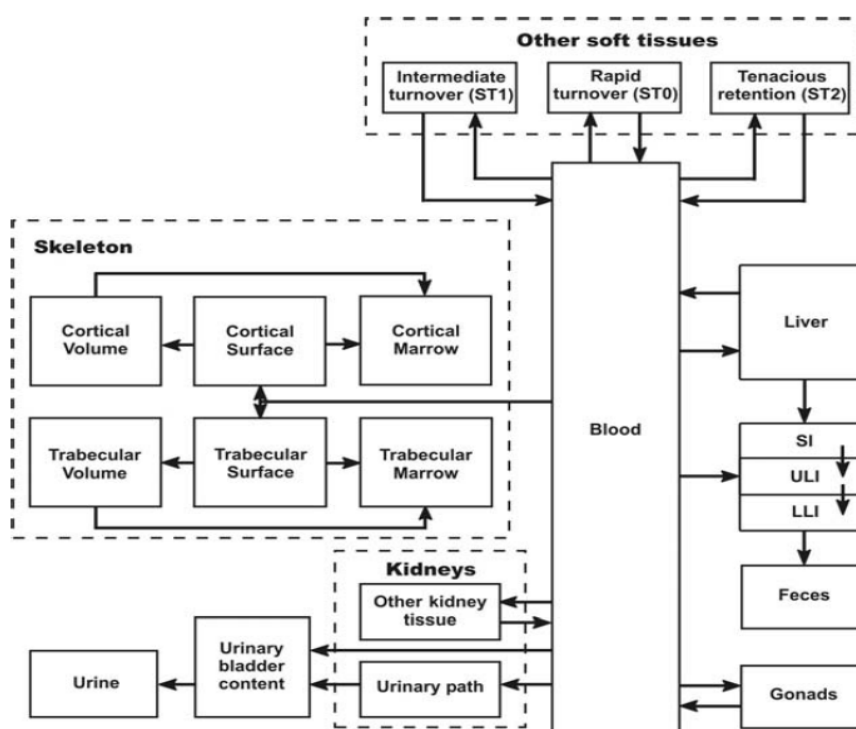 Other soft tissues
Intermediate
turnover (ST1)
Rapid
turnover (ST0)
Tenacious
retention (ST2)
Skeleton
Cortical
Volume
Cortical
Surface
Cortical
Marrow
Trabecular
Volume
Trabecular
Surface
Trabecular
Marrow
Blood
Liver
SI
ULI
LLI
Feces
Kidneys
Other kidney
tissue
Urinary
bladder
content
Urine
Urinary path
Gonads